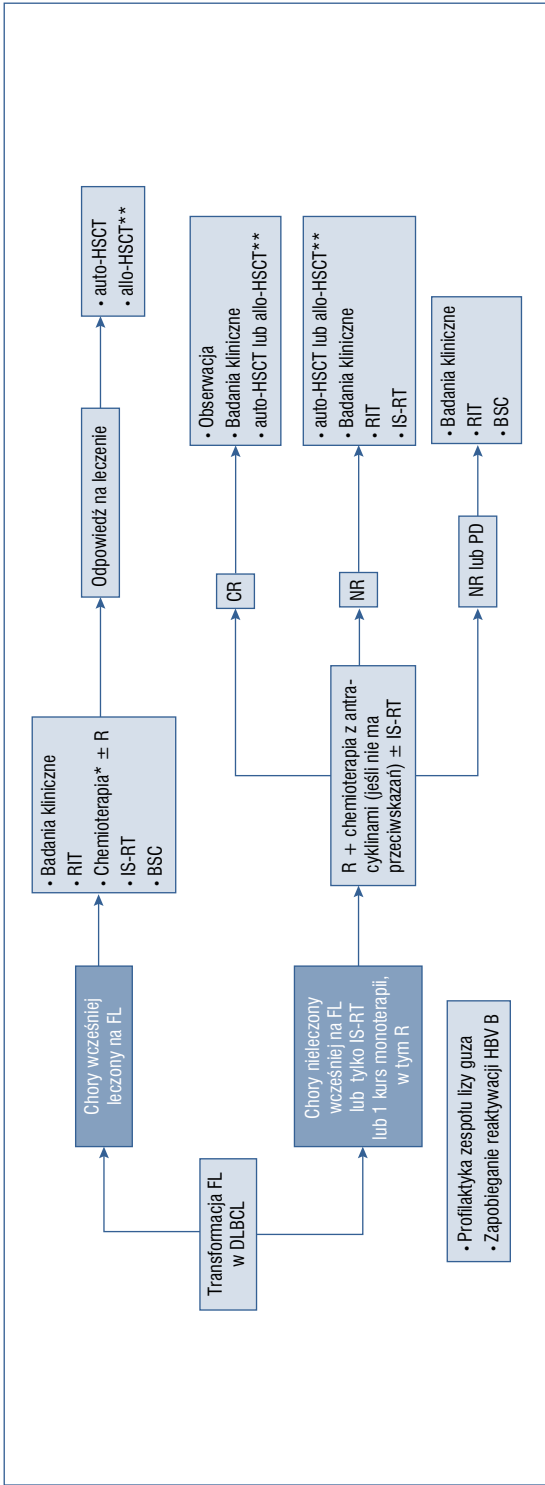 Transformacja FL
w DLBCL
Chory wcześniej
leczony na FL
• Badania kliniczne
• RIT
• Chemioterapia* ± R
• IS-RT
• BSC
Odpowiedź na leczenie
• auto-HSCT
• allo-HSCT**
Chory nieleczony
wcześniej na FL
lub tylko IS-RT
lub 1 kurs monoterapii,
w tym R
R + chemioterapia z antra-
cyklinami (jeśli nie ma
przeciwskazań) ± IS-RT
CR
• Obserwacja
• Badania kliniczne
• auto-HSCT lub allo-HSCT**
NR
• auto-HSCT lub allo-HSCT**
• Badania kliniczne
• RIT
• IS-RT
NR lub PD
• Badania kliniczne
• RIT
• BSC
• Profilaktyka zespołu lizy guza
• Zapobieganie reaktywacji HBV B